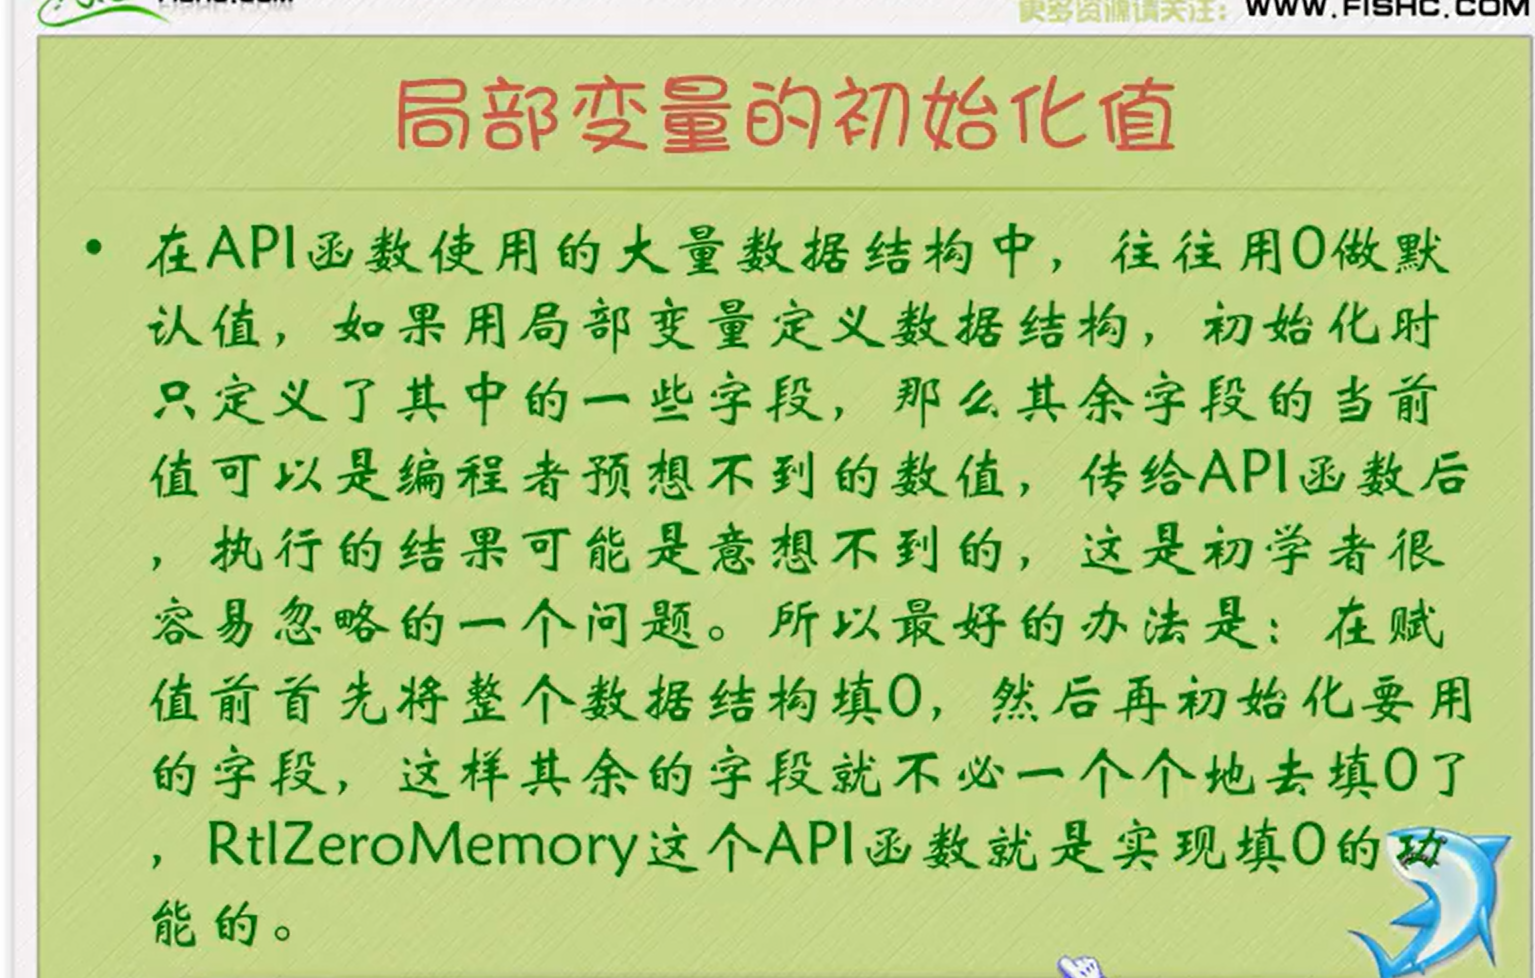 更多资源请关注：WWW.FISHC.COM
局部变量的初始化值
• 在API函数使用的大量数据结构中，往往用0做默
认值，如果用局部变量定义数据结构，初始化时
只定义了其中的一些字段，那么其余字段的当前
值可以是编程者预想不到的数值，传给API函数后
，执行的结果可能是意想不到的，这是初学者很
容易忽略的一个问题。所以最好的办法是：在赋
值前首先将整个数据结构填0，然后再初始化要用
的字段，这样其余的字段就不必一个个地去填0了
，RtlZeroMemory这个API函数就是实现填0的功
能的。